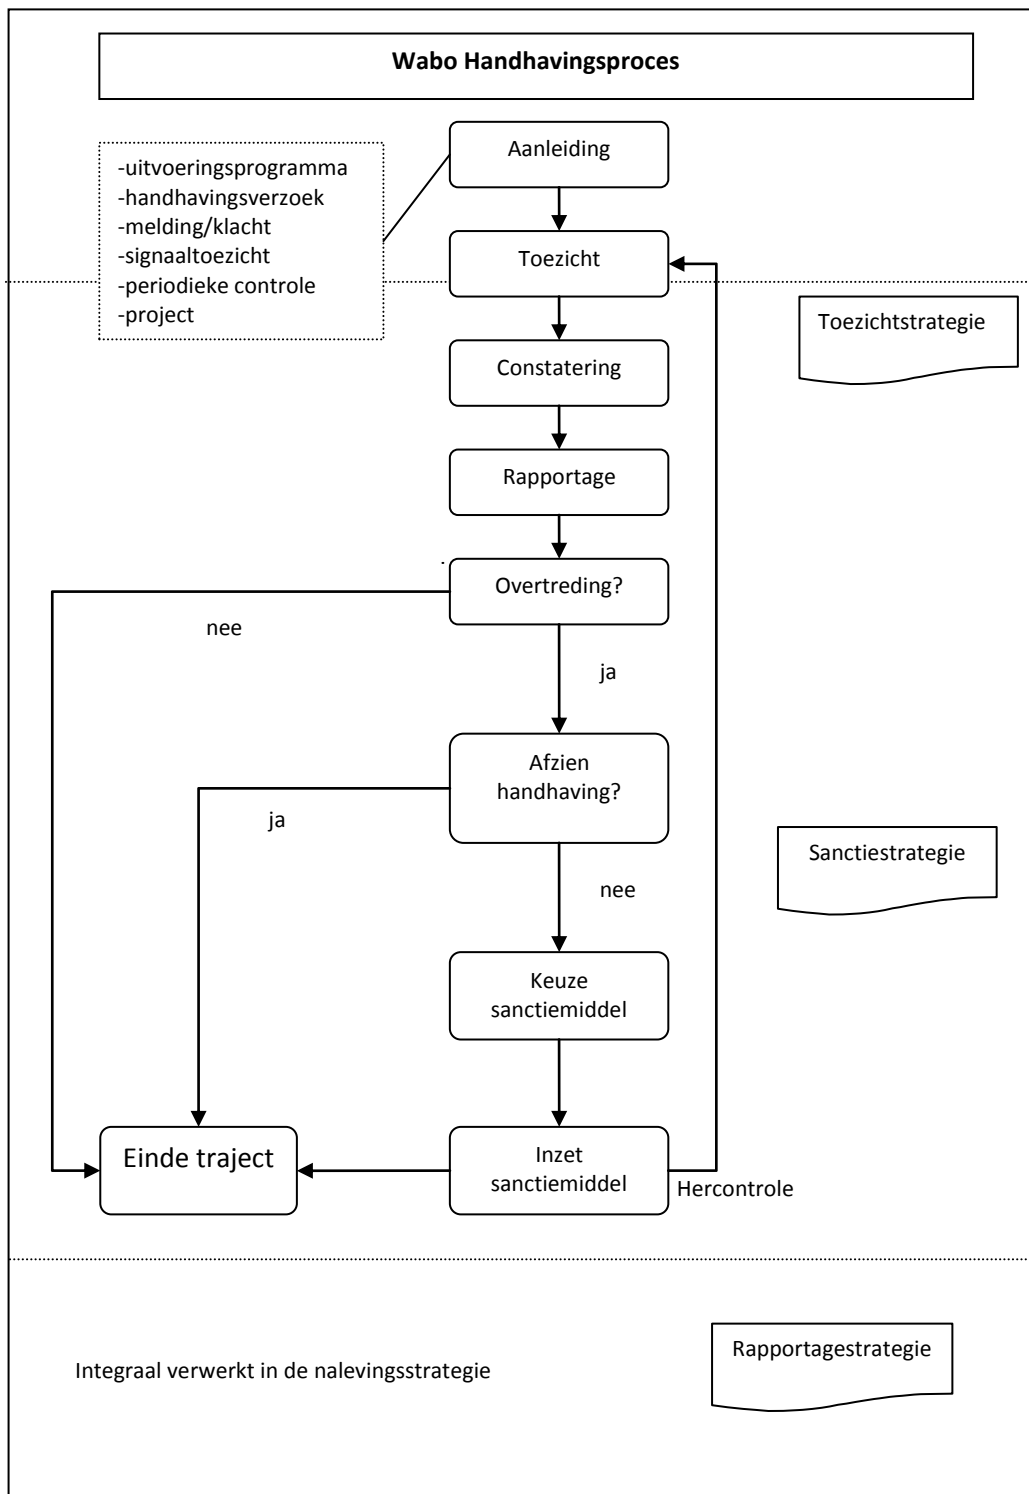 Wabo Handhavingsproces
Aanleiding
-uitvoeringsprogramma
-handhavingsverzoek
-melding/klacht
-signaaltoezicht
-periodieke controle
-project
Toezicht
Toezichtstrategie
Constatering
Rapportage
Overtreding?
nee
ja
Afzien
handhaving?
ja
Sanctiestrategie
nee
Keuze
sanctiemiddel
Einde traject
Inzet
sanctiemiddel
Hercontrole
Rapportagestrategie
Integraal verwerkt in de nalevingsstrategie